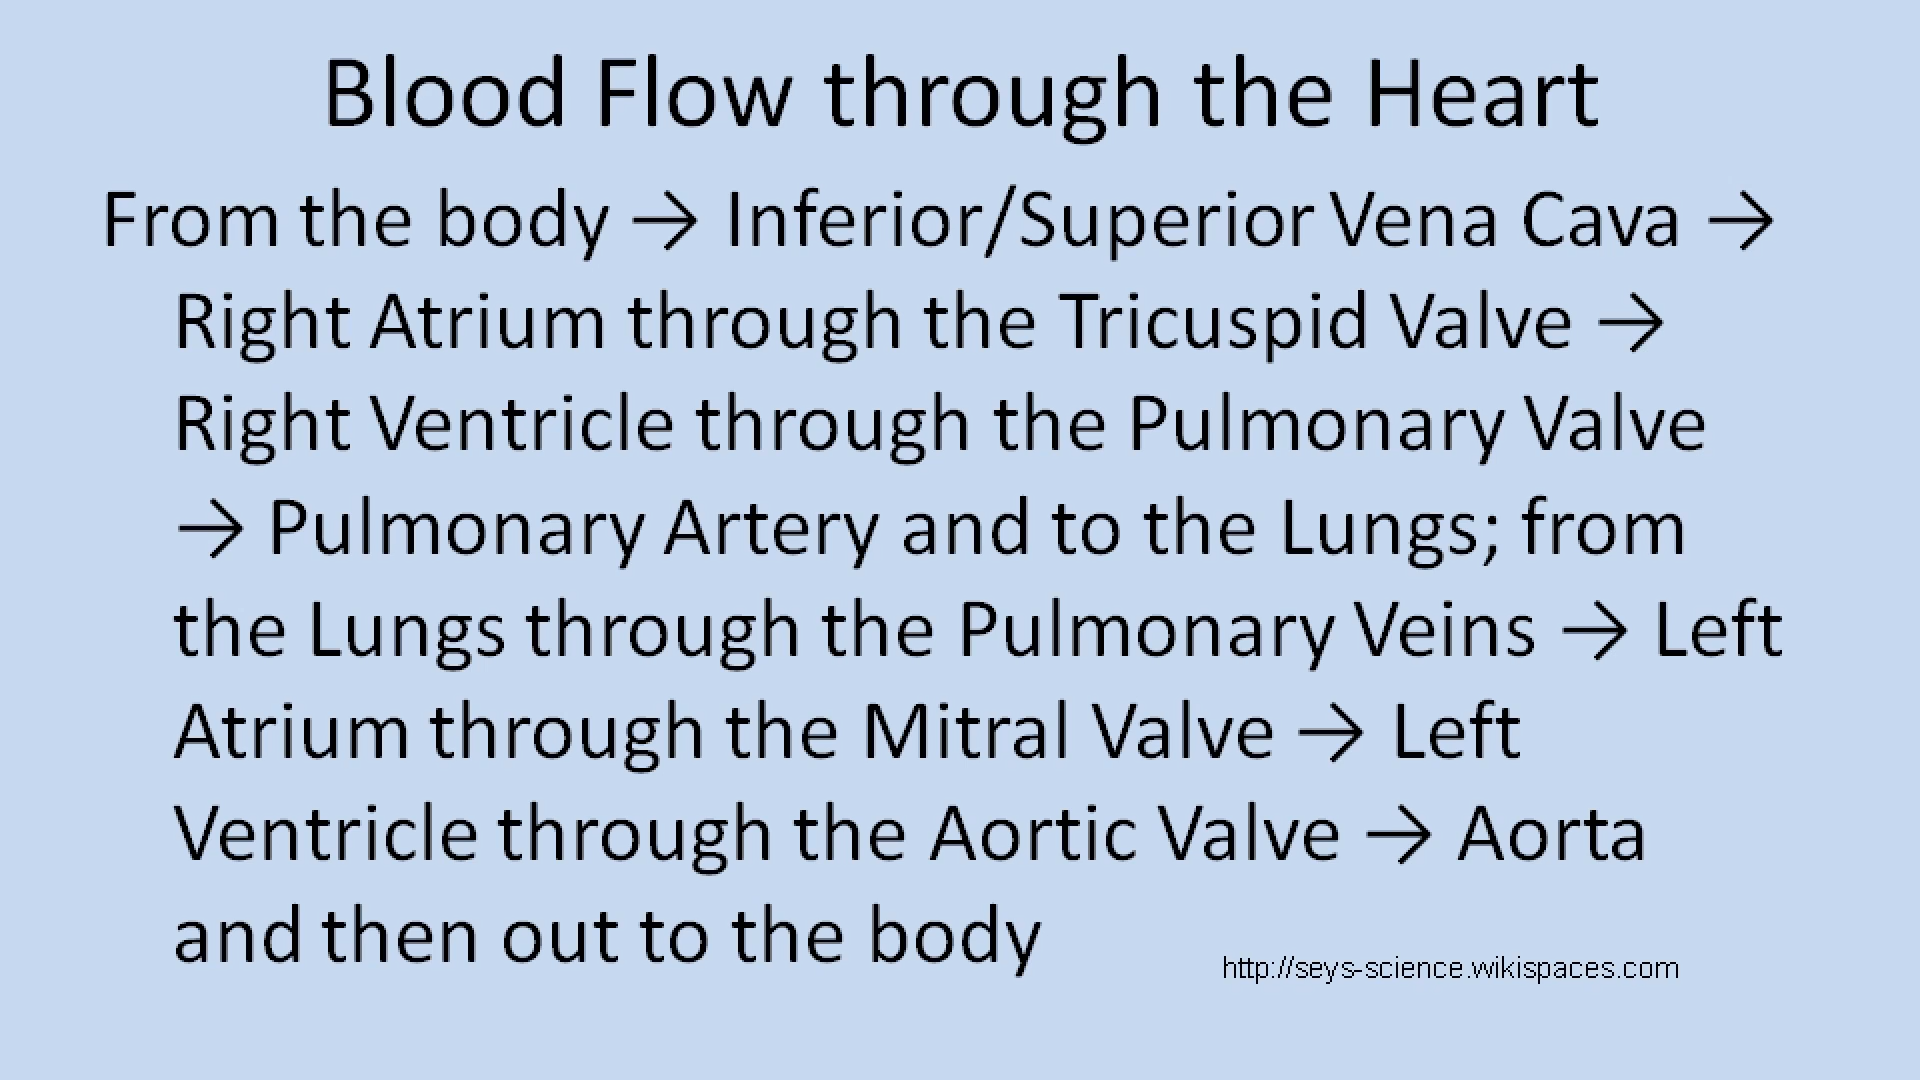 Blood Flow through the Heart
From the body → Inferior/Superior Vena Cava →
Right Atrium through the Tricuspid Valve →
Right Ventricle through the Pulmonary Valve
→ Pulmonary Artery and to the Lungs; from
the Lungs through the Pulmonary Veins → Left
Atrium through the Mitral Valve → Left
Ventricle through the Aortic Valve → Aorta
and then out to the body
http://seys-science.wikispaces.com